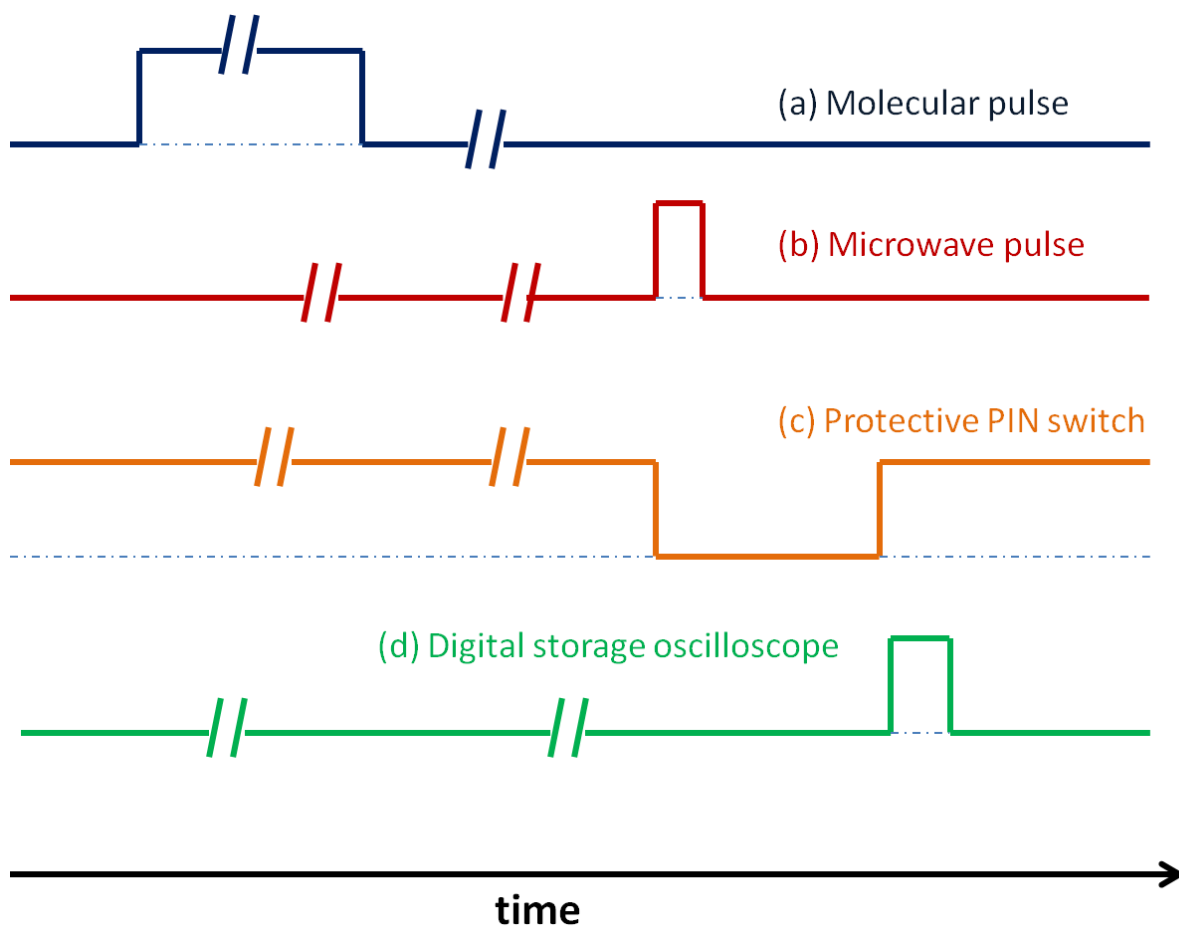 (a) Molecular pulse
(b) Microwave pulse
(c) Protective PIN switch
(d) Digital storage oscilloscope
time